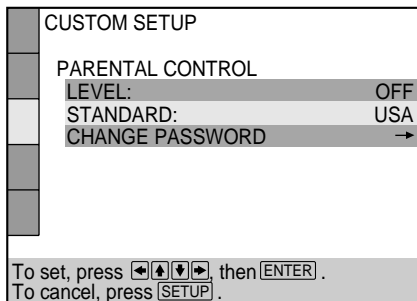 CUSTOM SETUP
PARENTAL CONTROL
LEVEL: OFF
STANDARD: USA
CHANGE PASSWORD →
To set, press ←↑↓→, then ENTER .
To cancel, press SETUP .